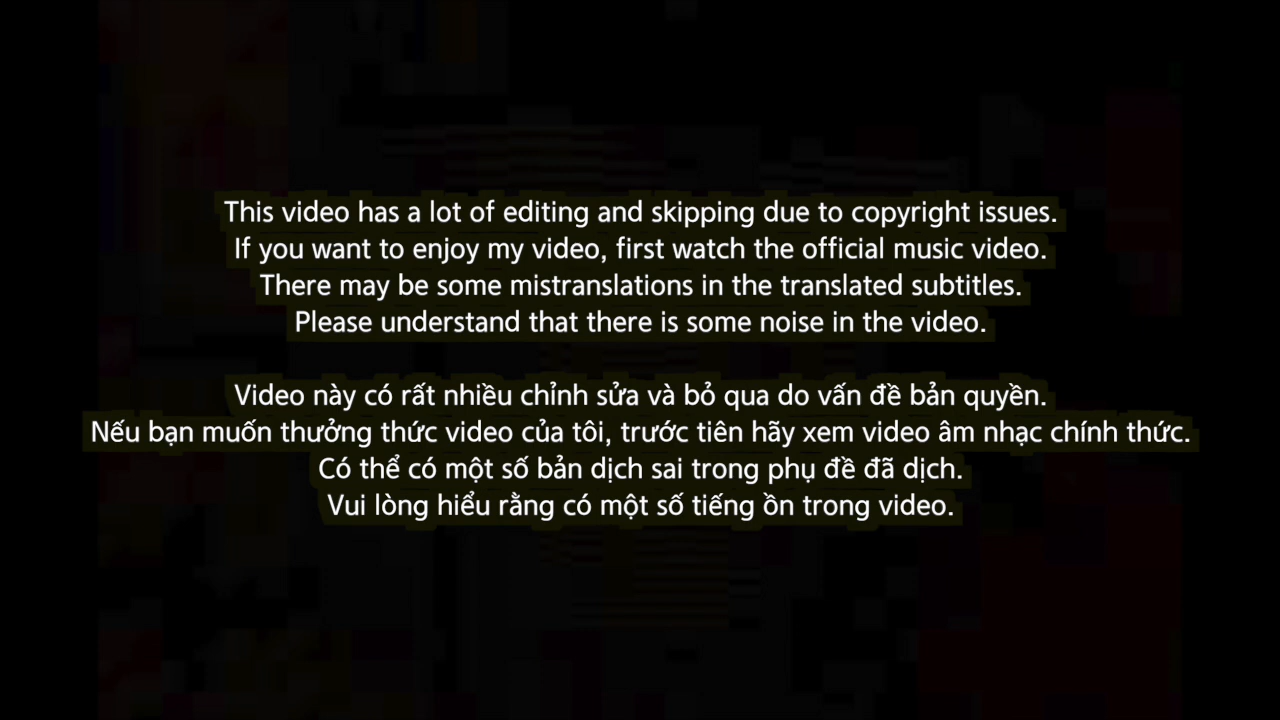 This video has a lot of editing and skipping due to copyright issues.
If you want to enjoy my video, first watch the official music video.
There may be some mistranslations in the translated subtitles.
Please understand that there is some noise in the video.
Video này có rất nhiều chỉnh sửa và bỏ qua do vấn đề bản quyền.
Nếu bạn muốn thưởng thức video của tôi, trước tiên hãy xem video âm nhạc chính thức.
Có thể có một số bản dịch sai trong phụ đề đã dịch.
Vui lòng hiểu rằng có một số tiếng ồn trong video.